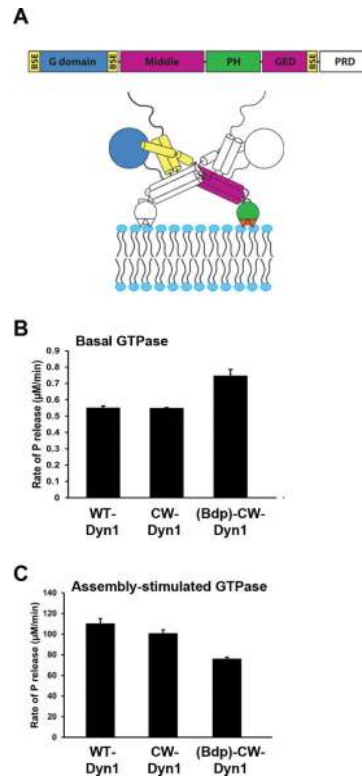 A
BSE G domain BSE Middle PH GED BSE PRD
B
Basal GTPase
Rate of P release (µM/min)
0.9
0.8
0.7
0.6
0.5
0.4
0.3
0.2
0.1
0
WT- CW- (Bdp)-CW-
Dyn1 Dyn1 Dyn1
C
Assembly-stimulated GTPase
Rate of P release (µM/min)
140
120
100
80
60
40
20
0
WT- CW- (Bdp)-CW-
Dyn1 Dyn1 Dyn1